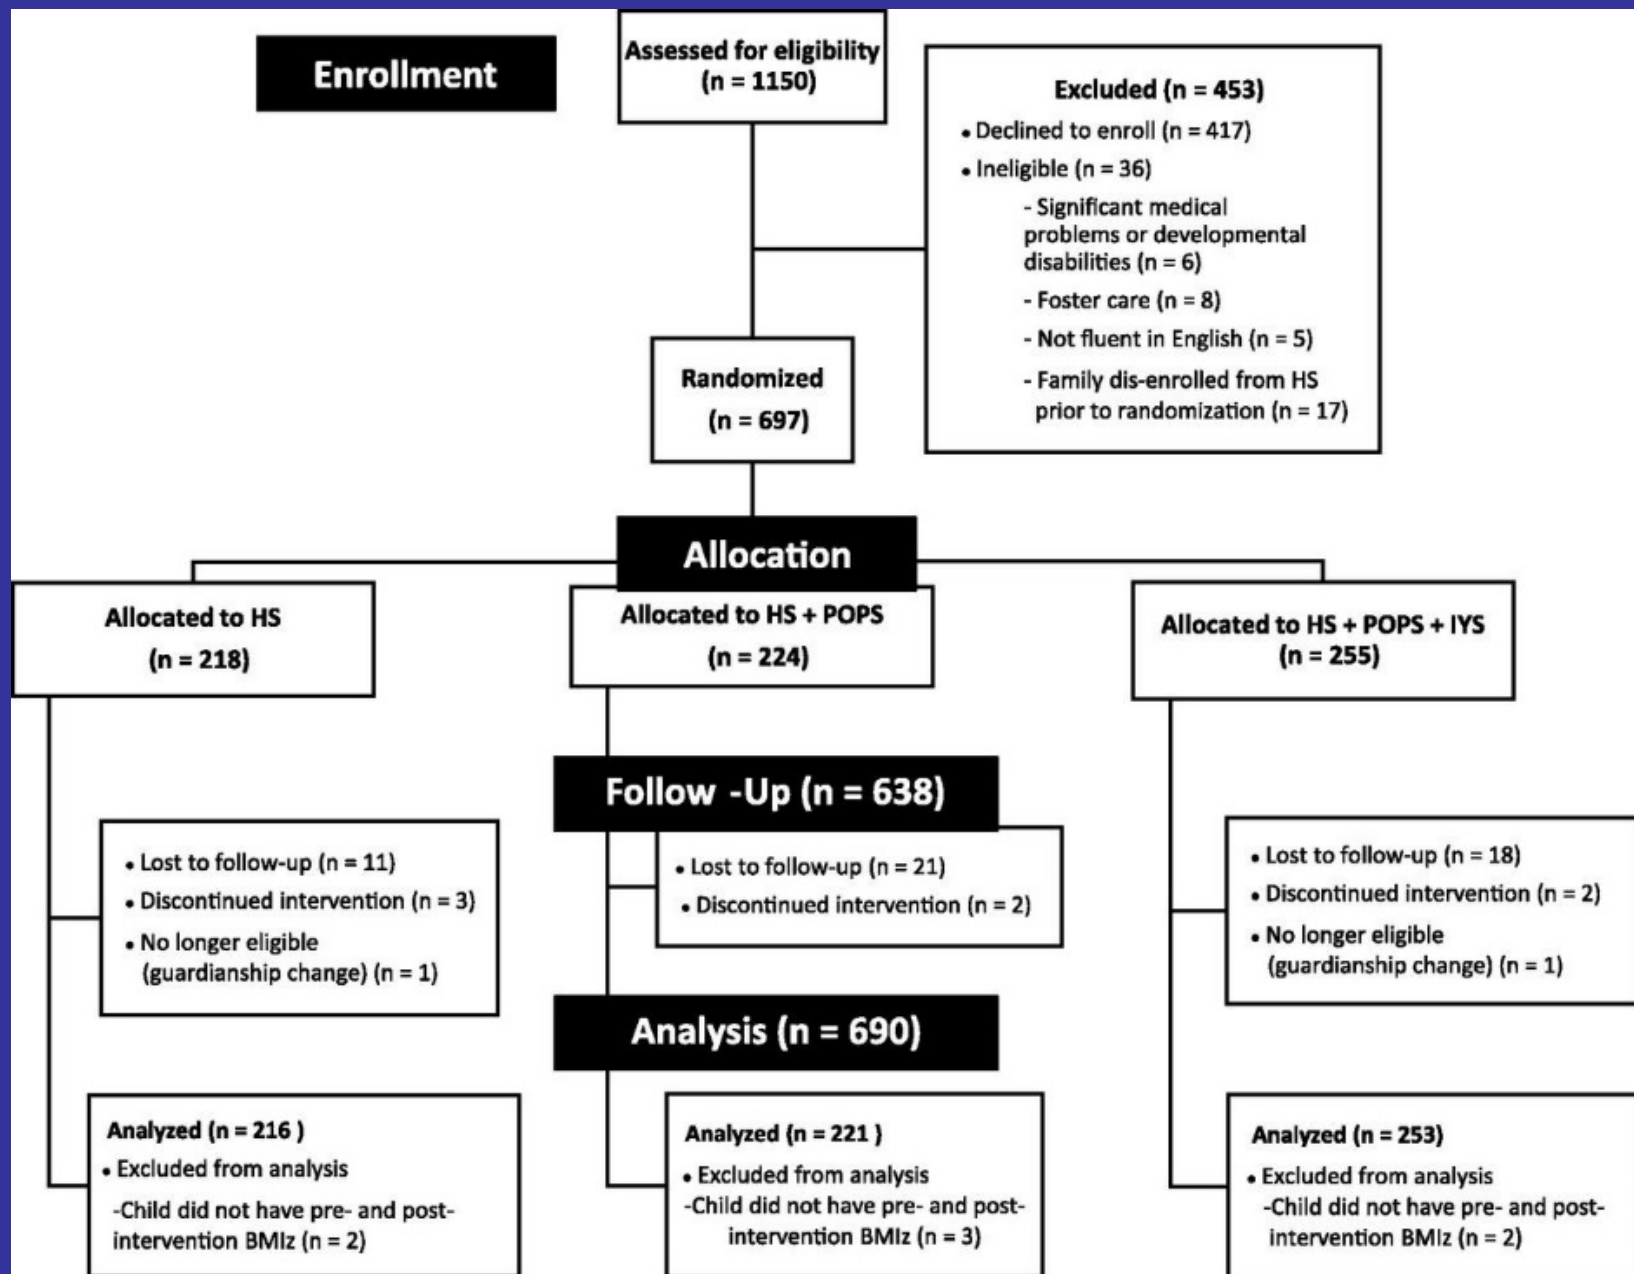 Enrollment
Assessed for eligibility
(n = 1150)
Excluded (n = 453)
• Declined to enroll (n = 417)
• Ineligible (n = 36)
- Significant medical
problems or developmental
disabilities (n = 6)
- Foster care (n = 8)
- Not fluent in English (n = 5)
- Family dis-enrolled from HS
prior to randomization (n = 17)
Randomized
(n = 697)
Allocation
Allocated to HS
(n = 218)
Allocated to HS + POPS
(n = 224)
Allocated to HS + POPS + IYS
(n = 255)
Follow -Up (n = 638)
• Lost to follow-up (n = 11)
• Discontinued intervention (n = 3)
• No longer eligible
(guardianship change) (n = 1)
• Lost to follow-up (n = 21)
• Discontinued intervention (n = 2)
• Lost to follow-up (n = 18)
• Discontinued intervention (n = 2)
• No longer eligible
(guardianship change) (n = 1)
Analysis (n = 690)
Analyzed (n = 216 )
• Excluded from analysis
-Child did not have pre- and post-
intervention BMIz (n = 2)
Analyzed (n = 221 )
• Excluded from analysis
-Child did not have pre- and post-
intervention BMIz (n = 3)
Analyzed (n = 253)
• Excluded from analysis
-Child did not have pre- and post-
intervention BMIz (n = 2)